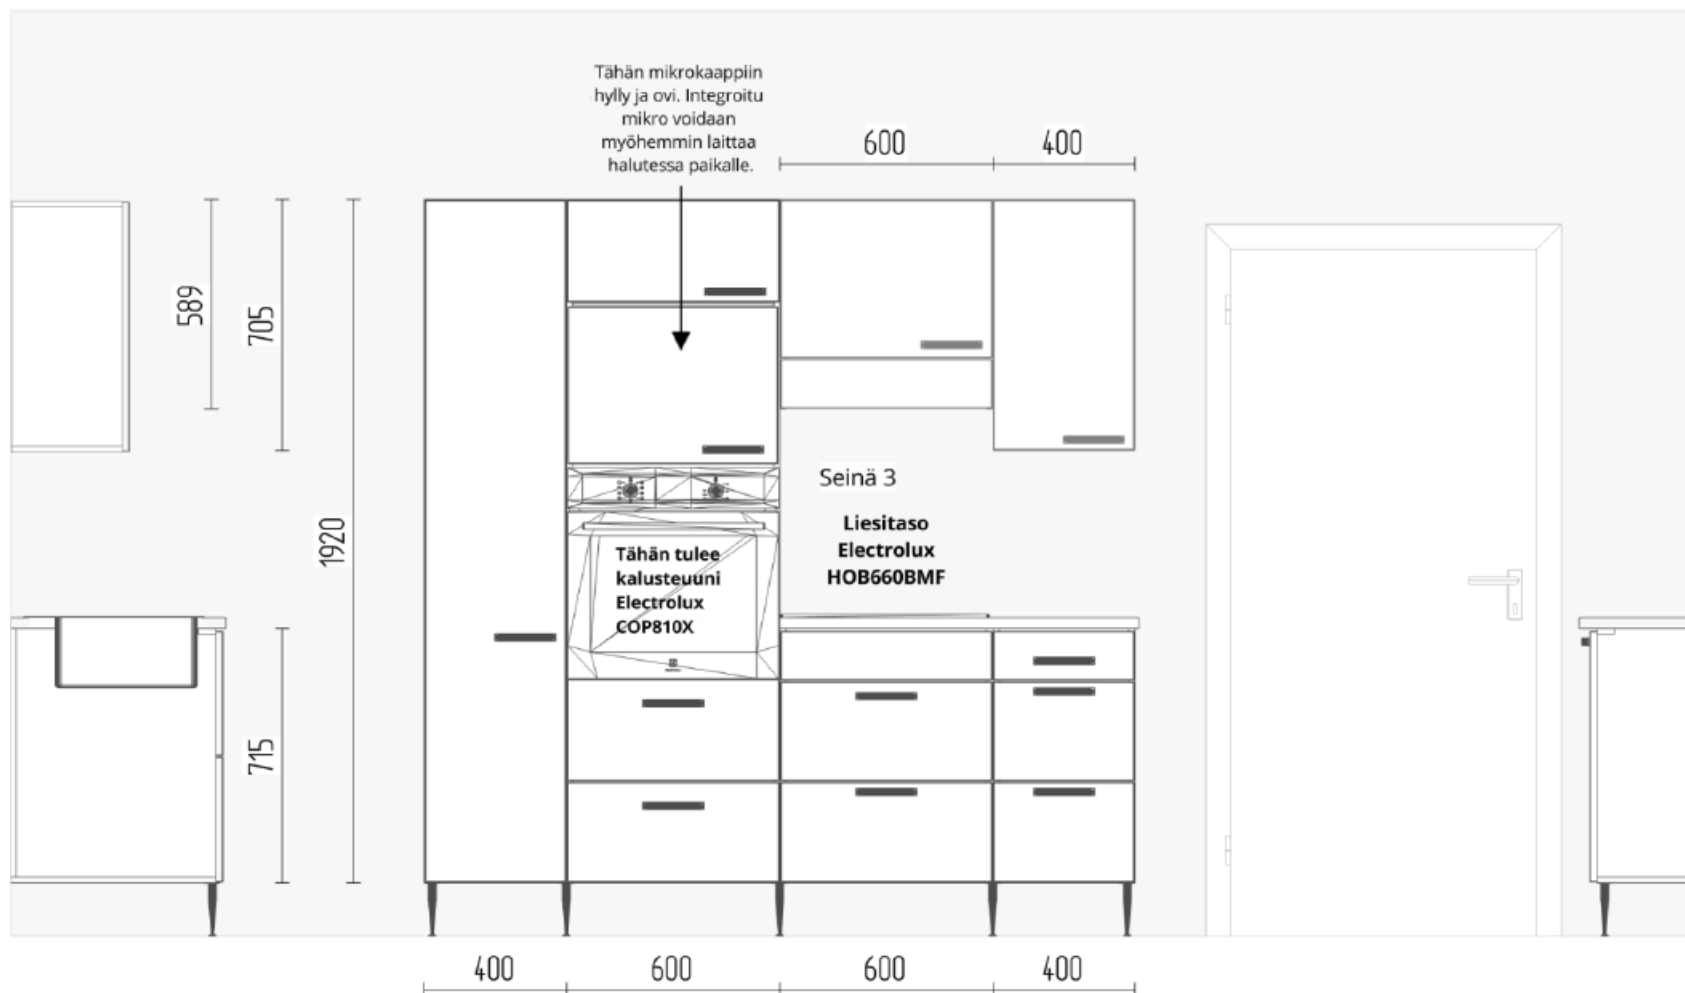 Tähän mikrokaappiin
hylly ja ovi. Integroitu
mikro voidaan
myöhemmin laittaa
halutessa paikalle.
600
400
589
705
1920
Seinä 3
Liesitaso
Electrolux
HOB660BMF
Tähän tulee
kalusteuuni
Electrolux
COP810X
715
400
600
600
400